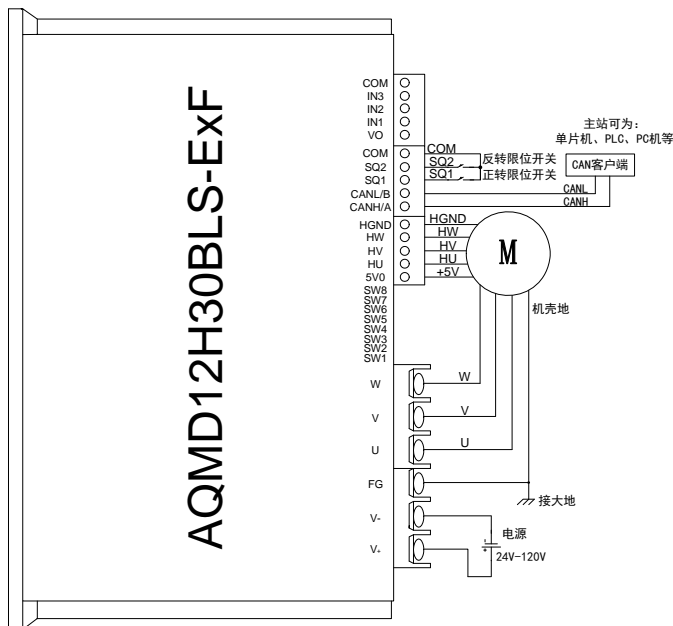 AQMD12H30BLS-ExF
COM
IN3
IN2
IN1
VO
COM
SQ2
SQ1
CANL/B
CANH/A
HGND
HW
HV
HU
5V0
SW8
SW7
SW6
SW5
SW4
SW3
SW2
SW1
W
V
U
FG
V-
V+
COM
SQ2
反转限位开关
SQ1
正转限位开关
主站可为:
单片机、PLC、PC机等
CAN客户端
CANL
CANH
HGND
HW
HV
HU
+5V
M
机壳地
W
V
U
接大地
电源
24V-120V